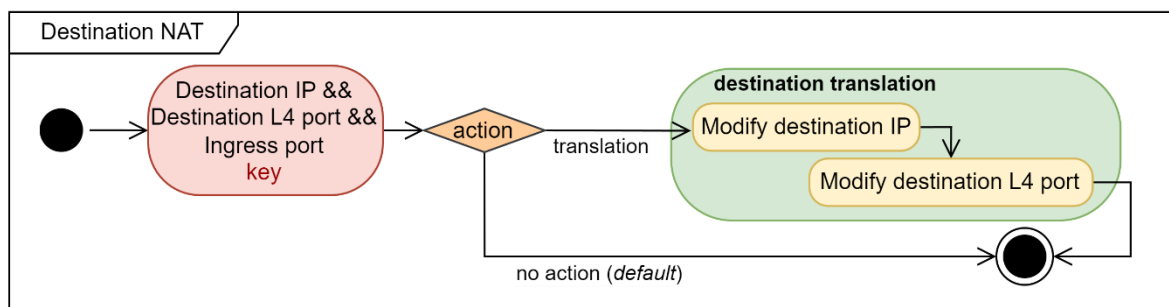 Destination NAT
Destination IP &&
Destination L4 port &&
Ingress port
key
action
translation
destination translation
Modify destination IP
Modify destination L4 port
no action (default)